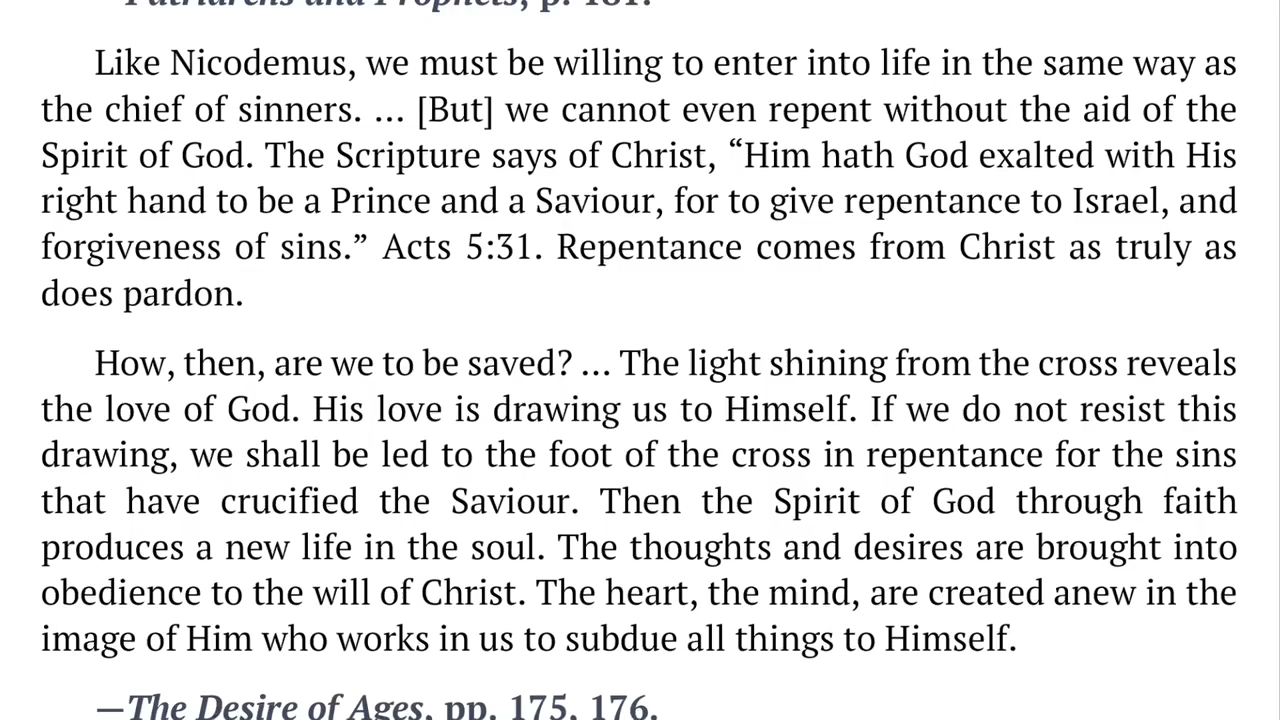 Patriarchs and Prophets, p. 431.
Like Nicodemus, we must be willing to enter into life in the same way as
the chief of sinners. … [But] we cannot even repent without the aid of the
Spirit of God. The Scripture says of Christ, “Him hath God exalted with His
right hand to be a Prince and a Saviour, for to give repentance to Israel, and
forgiveness of sins.” Acts 5:31. Repentance comes from Christ as truly as
does pardon.
How, then, are we to be saved? … The light shining from the cross reveals
the love of God. His love is drawing us to Himself. If we do not resist this
drawing, we shall be led to the foot of the cross in repentance for the sins
that have crucified the Saviour. Then the Spirit of God through faith
produces a new life in the soul. The thoughts and desires are brought into
obedience to the will of Christ. The heart, the mind, are created anew in the
image of Him who works in us to subdue all things to Himself.
—The Desire of Ages, pp. 175, 176.